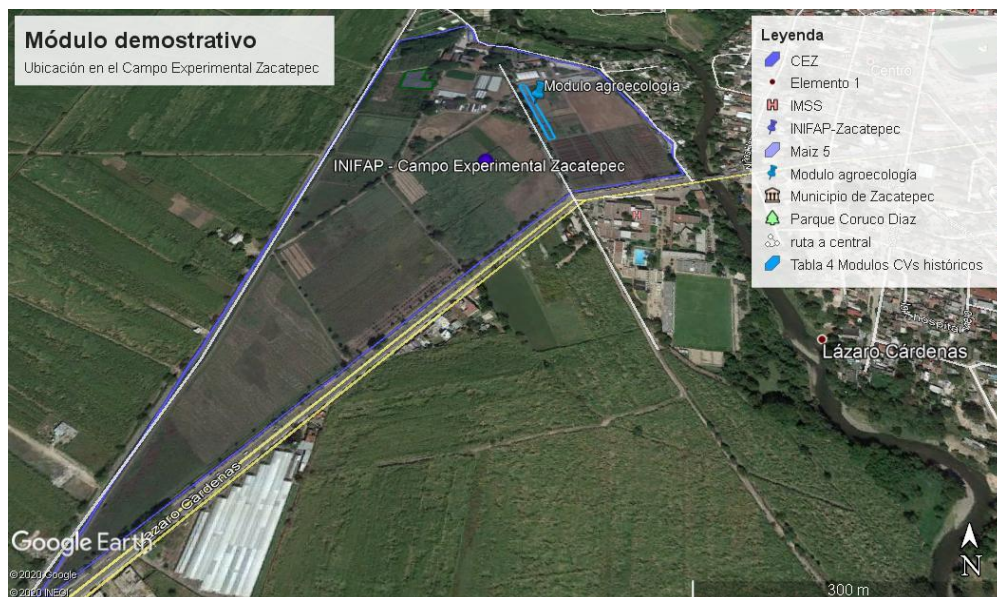 Módulo demostrativo
Ubicación en el Campo Experimental Zacatepec
Leyenda
CEZ
Elemento 1
IMSS
INIFAP-Zacatepec
Maiz 5
Modulo agroecología
Municipio de Zacatepec
Parque Coruco Diaz
ruta a central
Tabla 4 Modulos CVs históricos
Centro
Modulo agroecología
INIFAP - Campo Experimental Zacatepec
Lázaro Cárdenas
Lázaro Cárdenas
Google Earth
© 2020 Google
© 2020 INEGI
300 m
N